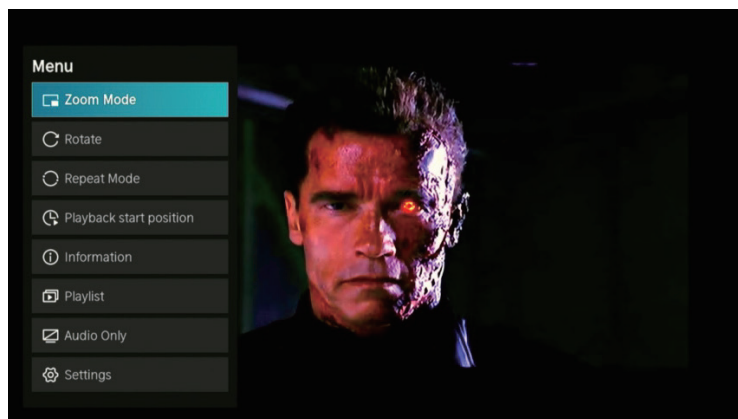 Menu
Zoom Mode
Rotate
Repeat Mode
Playback start position
Information
Playlist
Audio Only
Settings